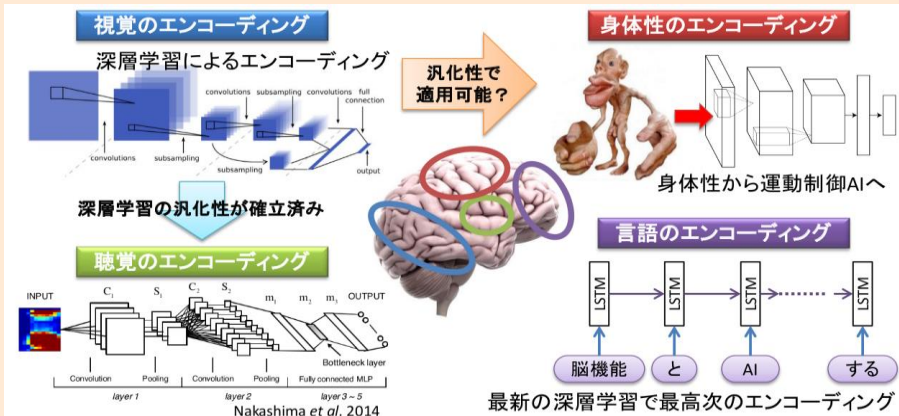 視覚のエンコーディング
深層学習によるエンコーディング
convolutions
subsampling
convolutions
subsampling
convolutions
full
connection
subsampling
output
汎化性で
適用可能?
身体性のエンコーディング
身体性から運動制御AIへ
深層学習の汎化性が確立済み
聴覚のエンコーディング
INPUT
C1
S1
C2
S2
m1
m2
m3
OUTPUT
Bottleneck layer
Convolution
Pooling
Convolution
Pooling
Fully connected MLP
layer 1
layer 2
layer 3 ~ 5
Nakashima et al. 2014
言語のエンコーディング
LSTM
LSTM
LSTM
LSTM
脳機能
と
AI
する
最新の深層学習で最高次のエンコーディング